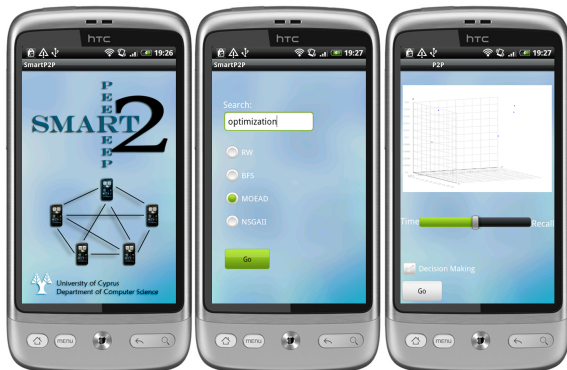 hTC
19:26
SmartP2P
PEER
SMART 2
PEER
University of Cyprus
Department of Computer Science
MENU
hTC
19:27
SmartP2P
Search:
optimization
RW
BFS
MOEAD
NSGAII
Go
MENU
hTC
19:27
P2P
Time
Recall
Decision Making
Go
MENU